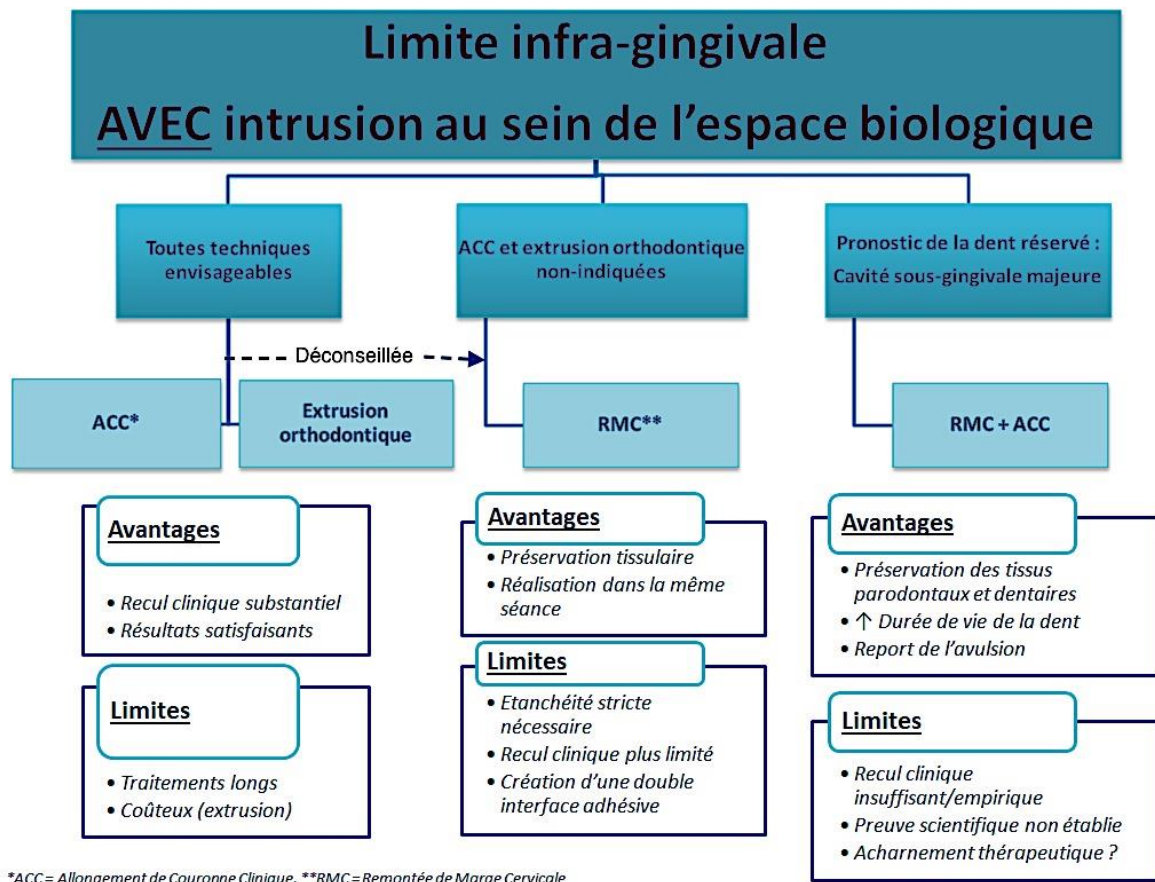 Limite infra-gingivale
AVEC intrusion au sein de l'espace biologique
Toutes techniques
envisageables
ACC et extrusion orthodontique
non-indiquées
Pronostic de la dent réservé :
Cavité sous-gingivale majeure
Déconseillée
ACC*
Extrusion
orthodontique
RMC**
RMC + ACC
Avantages
• Recul clinique substantiel
• Résultats satisfaisants
Limites
• Traitements longs
• Coûteux (extrusion)
Avantages
• Préservation tissulaire
• Réalisation dans la même
séance
Limites
• Etanchéité stricte
nécessaire
• Recul clinique plus limité
• Création d'une double
interface adhésive
Avantages
• Préservation des tissus
parodontaux et dentaires
• ↑ Durée de vie de la dent
• Report de l'avulsion
Limites
• Recul clinique
insuffisant/empirique
• Preuve scientifique non établie
• Acharnement thérapeutique ?
*ACC = Allongement de Couronne Clinique, **RMC = Remontée de Marge Cervicale